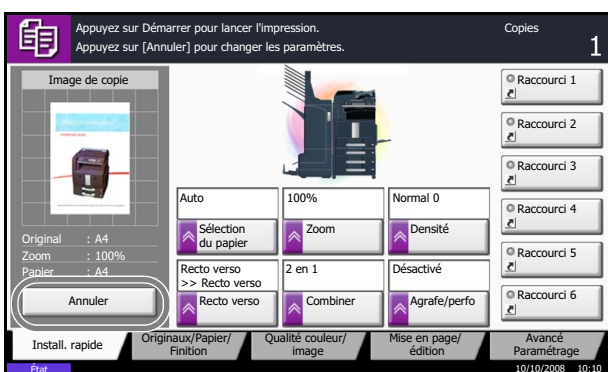 Appuyez sur Démarrer pour lancer l'impression.
Appuyez sur [Annuler] pour changer les paramètres.
Copies
1
Image de copie
Original : A4
Zoom : 100%
Papier : A4
Annuler
Auto
Sélection
du papier
100%
Zoom
Normal 0
Densité
Recto verso
>> Recto verso
Recto verso
2 en 1
Combiner
Désactivé
Agrafe/perfo
Raccourci 1
Raccourci 2
Raccourci 3
Raccourci 4
Raccourci 5
Raccourci 6
Install. rapide
Originaux/Papier/
Finition
Qualité couleur/
image
Mise en page/
édition
Avancé
Paramétrage
État
10/10/2008 10:10